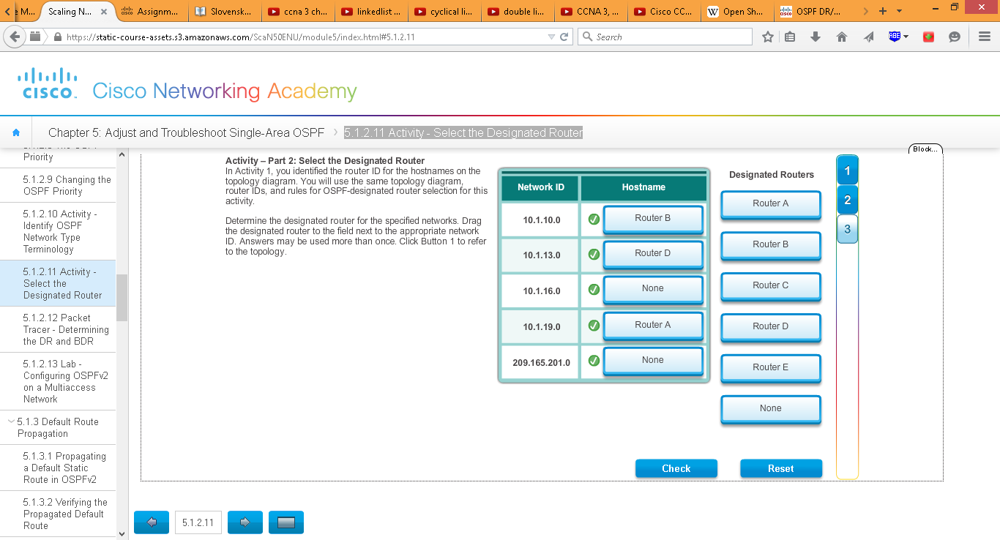 e M...
Scaling N...
Assignm...
Slovensk...
ccna 3 ch...
linkedlist ...
cyclical li...
double li...
CCNA 3, ...
Cisco CC...
Open Sh...
OSPF DR/...
https://static-course-assets.s3.amazonaws.com/ScaN50ENU/module5/index.html#5.1.2.11
Search
ABE
CISCO.
Cisco Networking Academy
Chapter 5: Adjust and Troubleshoot Single-Area OSPF
5.1.2.11 Activity - Select the Designated Router
Priority
5.1.2.9 Changing the
OSPF Priority
5.1.2.10 Activity -
Identify OSPF
Network Type
Terminology
5.1.2.11 Activity -
Select the
Designated Router
5.1.2.12 Packet
Tracer - Determining
the DR and BDR
5.1.2.13 Lab -
Configuring OSPFv2
on a Multiaccess
Network
5.1.3 Default Route
Propagation
5.1.3.1 Propagating
a Default Static
Route in OSPFv2
5.1.3.2 Verifying the
Propagated Default
Route
Block...
Activity – Part 2: Select the Designated Router
In Activity 1, you identified the router ID for the hostnames on the
topology diagram. You will use the same topology diagram,
router IDs, and rules for OSPF-designated router selection for this
activity.
Determine the designated router for the specified networks. Drag
the designated router to the field next to the appropriate network
ID. Answers may be used more than once. Click Button 1 to refer
to the topology.
Network ID
Hostname
10.1.10.0
Router B
10.1.13.0
Router D
10.1.16.0
None
10.1.19.0
Router A
209.165.201.0
None
Designated Routers
Router A
Router B
Router C
Router D
Router E
None
1
2
3
Check
Reset
5.1.2.11